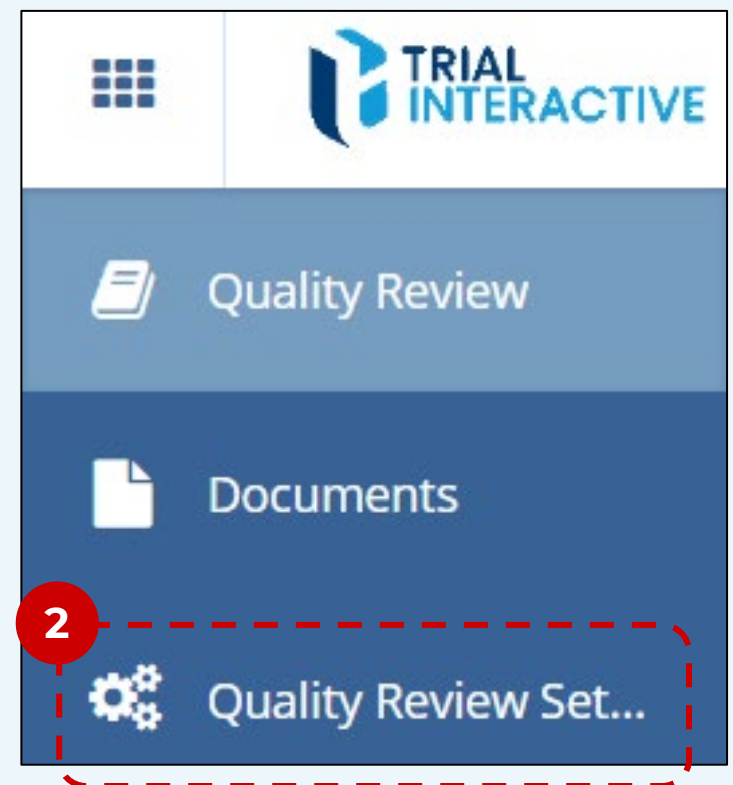 TRIAL
INTERACTIVE
Quality Review
Documents
2
Quality Review Set...